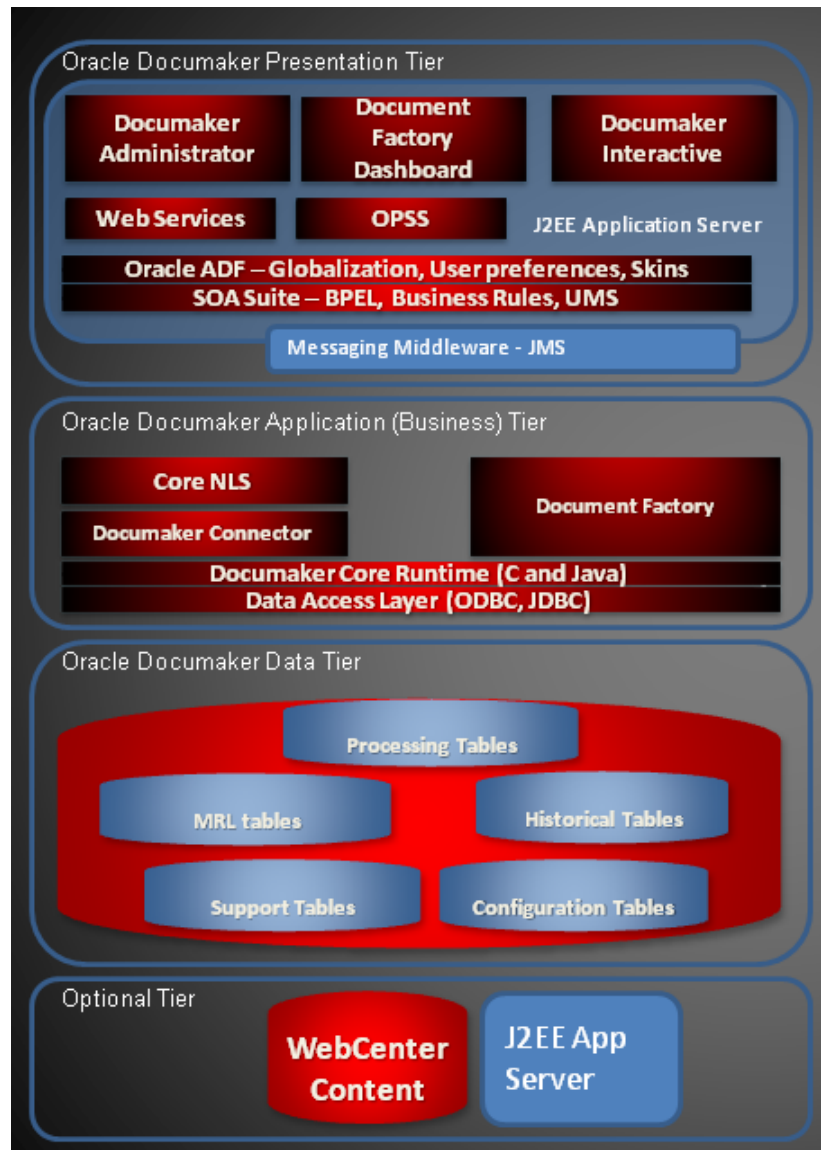 Oracle Documaker Presentation Tier
Documaker
Administrator
Document
Factory
Dashboard
Documaker
Interactive
Web Services
OPSS
J2EE Application Server
Oracle ADF – Globalization, User preferences, Skins
SOA Suite – BPEL, Business Rules, UMS
Messaging Middleware - JMS
Oracle Documaker Application (Business) Tier
Core NLS
Documaker Connector
Document Factory
Documaker Core Runtime (C and Java)
Data Access Layer (ODBC, JDBC)
Oracle Documaker Data Tier
Processing Tables
MRL tables
Historical Tables
Support Tables
Configuration Tables
Optional Tier
WebCenter
Content
J2EE App
Server